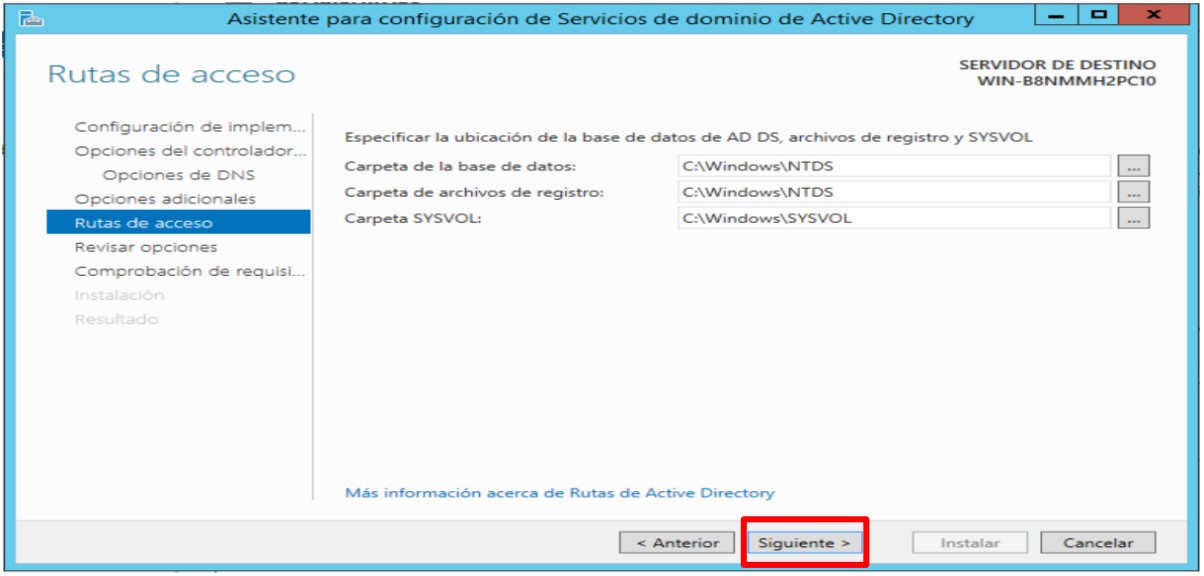 Asistente para configuración de Servicios de dominio de Active Directory
Rutas de acceso
SERVIDOR DE DESTINO
WIN-B8NMMH2PC10
Configuración de implem...
Opciones del controlador...
Opciones de DNS
Opciones adicionales
Rutas de acceso
Revisar opciones
Comprobación de requisi...
Instalación
Resultado
Especificar la ubicación de la base de datos de AD DS, archivos de registro y SYSVOL
Carpeta de la base de datos: C:\Windows\NTDS ...
Carpeta de archivos de registro: C:\Windows\NTDS ...
Carpeta SYSVOL: C:\Windows\SYSVOL ...
Más información acerca de Rutas de Active Directory
< Anterior Siguiente > Instalar Cancelar